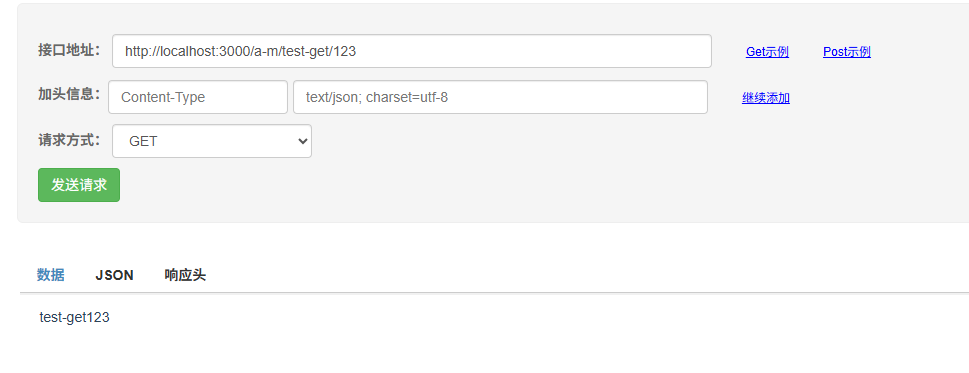 接口地址: http://localhost:3000/a-m/test-get/123 Get示例 Post示例
加头信息: Content-Type text/json; charset=utf-8 继续添加
请求方式: GET
发送请求
数据 JSON 响应头
test-get123